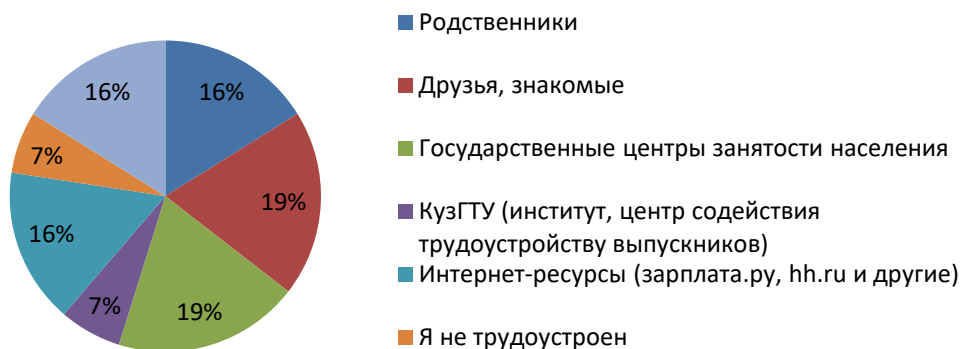 Родственники
Друзья, знакомые
Государственные центры занятости населения
КузГТУ (институт, центр содействия
трудоустройству выпускников)
Интернет-ресурсы (зарплата.ру, hh.ru и другие)
Я не трудоустроен
16%
16%
7%
19%
16%
7%
19%